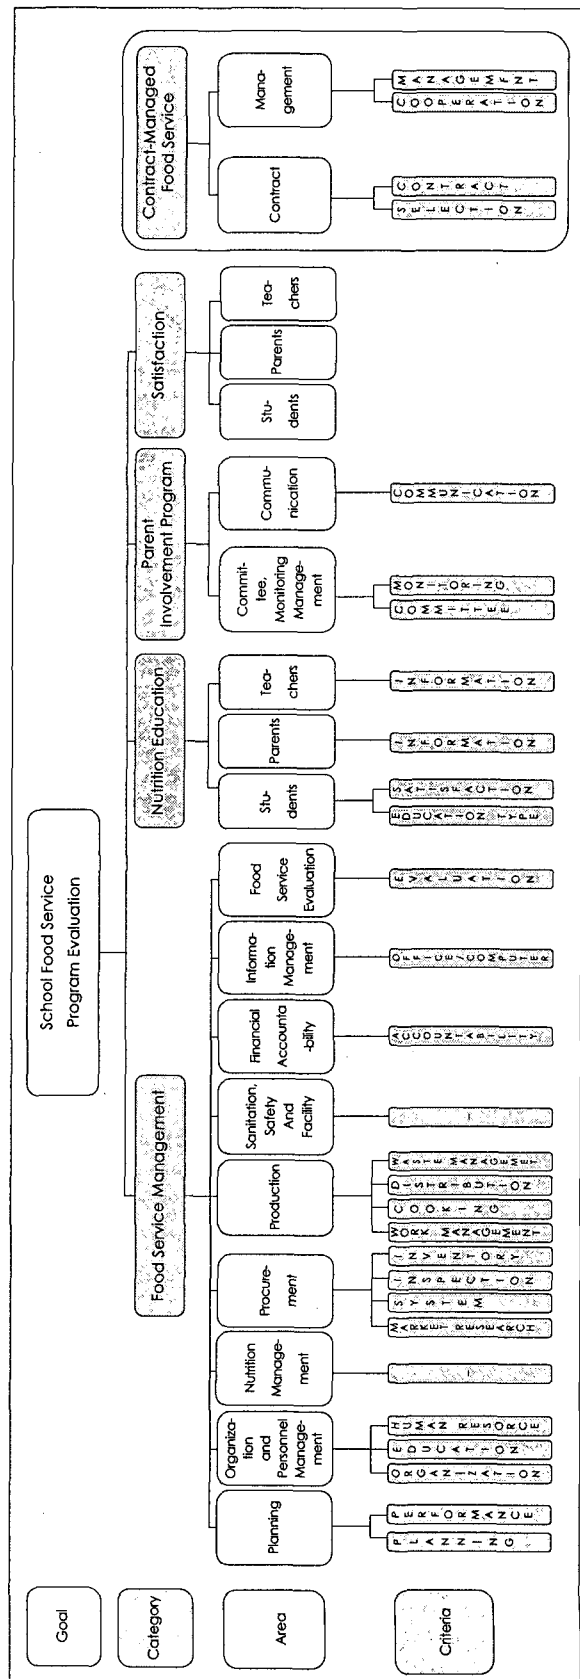 Goal
School Food Service
Program Evaluation
Category
Food Service Management
Nutrition Education
Parent
Involvement Program
Satisfaction
Contract-Managed
Food Service
Area
Planning
Organiza-
tion and
Personnel
Manage-
ment
Nutrition
Manage-
ment
Procure-
ment
Production
Sanitation,
Safety
And
Facility
Financial
Accounta
-bility
Informa-
tion
Manage-
ment
Food
Service
Evaluation
Stu-
dents
Parents
Tea-
chers
Commit-
tee,
Monitoring
Manage-
ment
Commu-
nication
Stu-
dents
Parents
Tea-
chers
Contract
Mana-
gement
Criteria
PLANNING
PERFORMANCE
ORGANIZATION
EDUCATION
HUMAN RESORCE
-
MARKET RESEARCH
SYSTEM
INSPECTION
INVENTORY
WORK MANAGEMENT
COOKING
DISTRIBUTION
WASTE MANAGEMET
-
ACCOUNTABILITY
OFFICE/COMPUTER
EVALUATION
EDUCATION TYPE
SATISFACTION
INFORMATION
INFORMATION
COMMITTEE
MONITORING
COMMUNICATION
SELECTION
CONTRACT
COOPERATION
MANAGEMENT